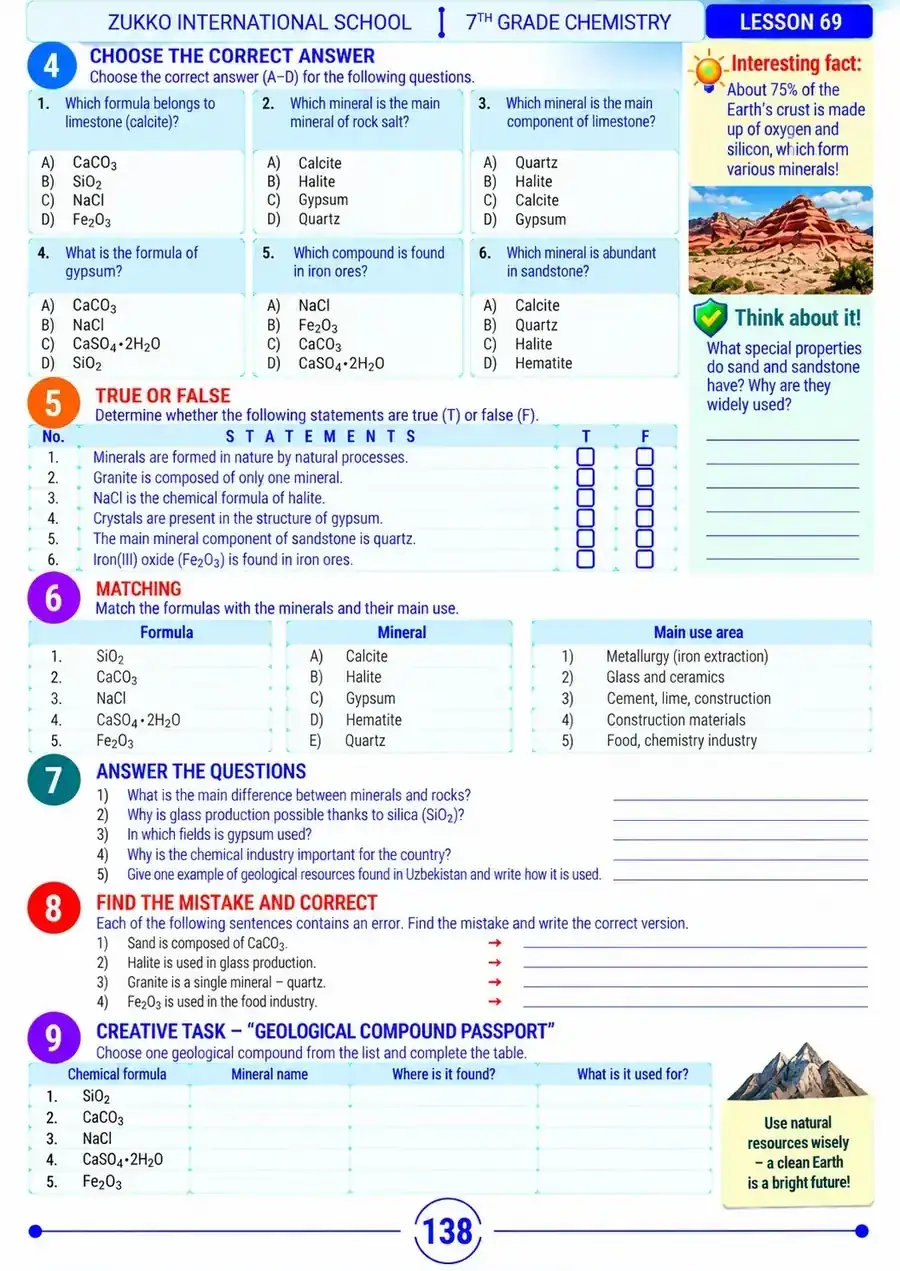 ZUKKO INTERNATIONAL SCHOOL
7TH GRADE CHEMISTRY
LESSON 69
4
CHOOSE THE CORRECT ANSWER
Choose the correct answer (A–D) for the following questions.
1. Which formula belongs to
limestone (calcite)?
A) CaCO₃
B) SiO₂
C) NaCl
D) Fe₂O₃
2. Which mineral is the main
mineral of rock salt?
A) Calcite
B) Halite
C) Gypsum
D) Quartz
3. Which mineral is the main
component of limestone?
A) Quartz
B) Halite
C) Calcite
D) Gypsum
4. What is the formula of
gypsum?
A) CaCO₃
B) NaCl
C) CaSO₄•2H₂O
D) SiO₂
5. Which compound is found
in iron ores?
A) NaCl
B) Fe₂O₃
C) CaCO₃
D) CaSO₄•2H₂O
6. Which mineral is abundant
in sandstone?
A) Calcite
B) Quartz
C) Halite
D) Hematite
Interesting fact:
About 75% of the
Earth's crust is made
up of oxygen and
silicon, which form
various minerals!
Think about it!
What special properties
do sand and sandstone
have? Why are they
widely used?
5
TRUE OR FALSE
Determine whether the following statements are true (T) or false (F).
No. STATEMENTS T F
1. Minerals are formed in nature by natural processes.
2. Granite is composed of only one mineral.
3. NaCl is the chemical formula of halite.
4. Crystals are present in the structure of gypsum.
5. The main mineral component of sandstone is quartz.
6. Iron(III) oxide (Fe₂O₃) is found in iron ores.
6
MATCHING
Match the formulas with the minerals and their main use.
Formula Mineral Main use area
1. SiO₂ A) Calcite 1) Metallurgy (iron extraction)
2. CaCO₃ B) Halite 2) Glass and ceramics
3. NaCl C) Gypsum 3) Cement, lime, construction
4. CaSO₄•2H₂O D) Hematite 4) Construction materials
5. Fe₂O₃ E) Quartz 5) Food, chemistry industry
7
ANSWER THE QUESTIONS
1) What is the main difference between minerals and rocks?
2) Why is glass production possible thanks to silica (SiO₂)?
3) In which fields is gypsum used?
4) Why is the chemical industry important for the country?
5) Give one example of geological resources found in Uzbekistan and write how it is used.
8
FIND THE MISTAKE AND CORRECT
Each of the following sentences contains an error. Find the mistake and write the correct version.
1) Sand is composed of CaCO₃. →
2) Halite is used in glass production. →
3) Granite is a single mineral – quartz. →
4) Fe₂O₃ is used in the food industry. →
9
CREATIVE TASK – “GEOLOGICAL COMPOUND PASSPORT”
Choose one geological compound from the list and complete the table.
Chemical formula Mineral name Where is it found? What is it used for?
1. SiO₂
2. CaCO₃
3. NaCl
4. CaSO₄•2H₂O
5. Fe₂O₃
Use natural
resources wisely
– a clean Earth
is a bright future!
138